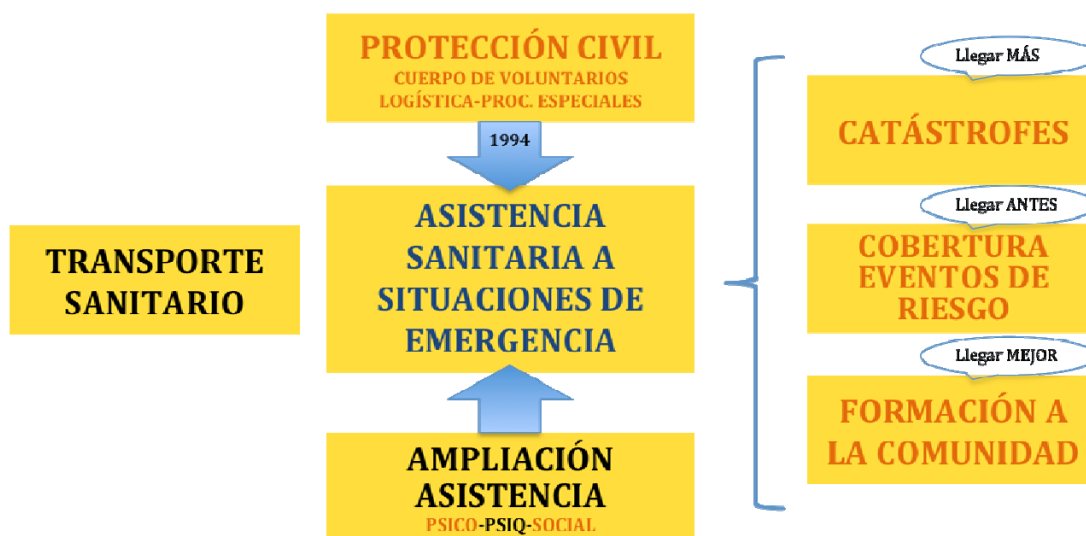 TRANSPORTE
SANITARIO
PROTECCIÓN CIVIL
CUERPO DE VOLUNTARIOS
LOGÍSTICA-PROC. ESPECIALES
1994
ASISTENCIA
SANITARIA A
SITUACIONES DE
EMERGENCIA
AMPLIACIÓN
ASISTENCIA
PSICO-PSIQ-SOCIAL
Llegar MÁS
CATÁSTROFES
Llegar ANTES
COBERTURA
EVENTOS DE
RIESGO
Llegar MEJOR
FORMACIÓN A
LA COMUNIDAD